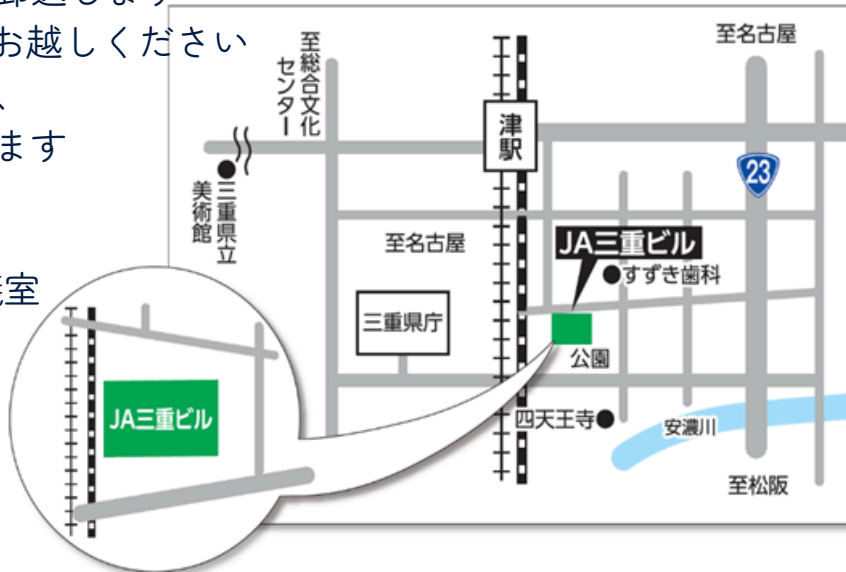 お越しください
、
ます
室
至総合文化
センター
至名古屋
津駅
23
三重県立
美術館
至名古屋
JA三重ビル
すずき歯科
三重県庁
公園
JA三重ビル
四天王寺
安濃川
至松阪